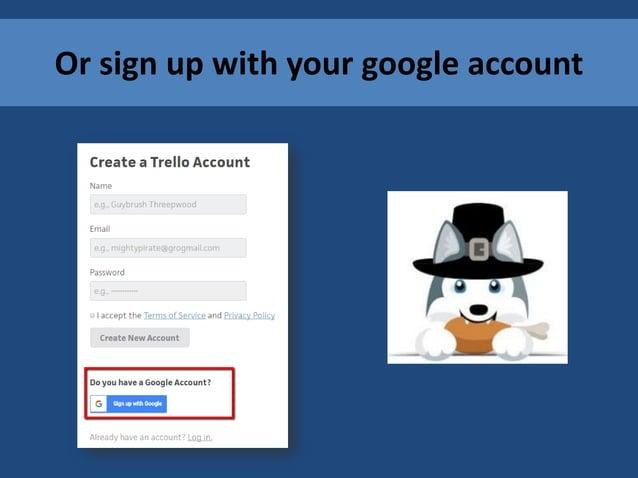 Or sign up with your google account
Create a Trello Account
Name
e.g., Guybrush Threepwood
Email
e.g., mightypirate@grogmail.com
Password
e.g., ············
I accept the Terms of Service and Privacy Policy
Create New Account
Do you have a Google Account?
G Sign up with Google
Already have an account? Log in.